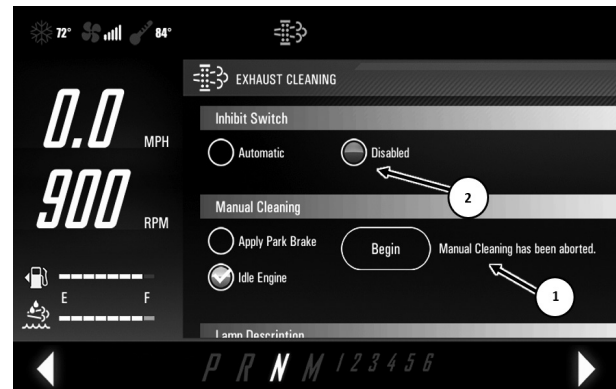 72° 84°
EXHAUST CLEANING
Inhibit Switch
Automatic Disabled
2
0.0 MPH
900 RPM
Manual Cleaning
Apply Park Brake
Begin Manual Cleaning has been aborted.
Idle Engine
1
E F
Lamp Description
P R N M 1 2 3 4 5 6